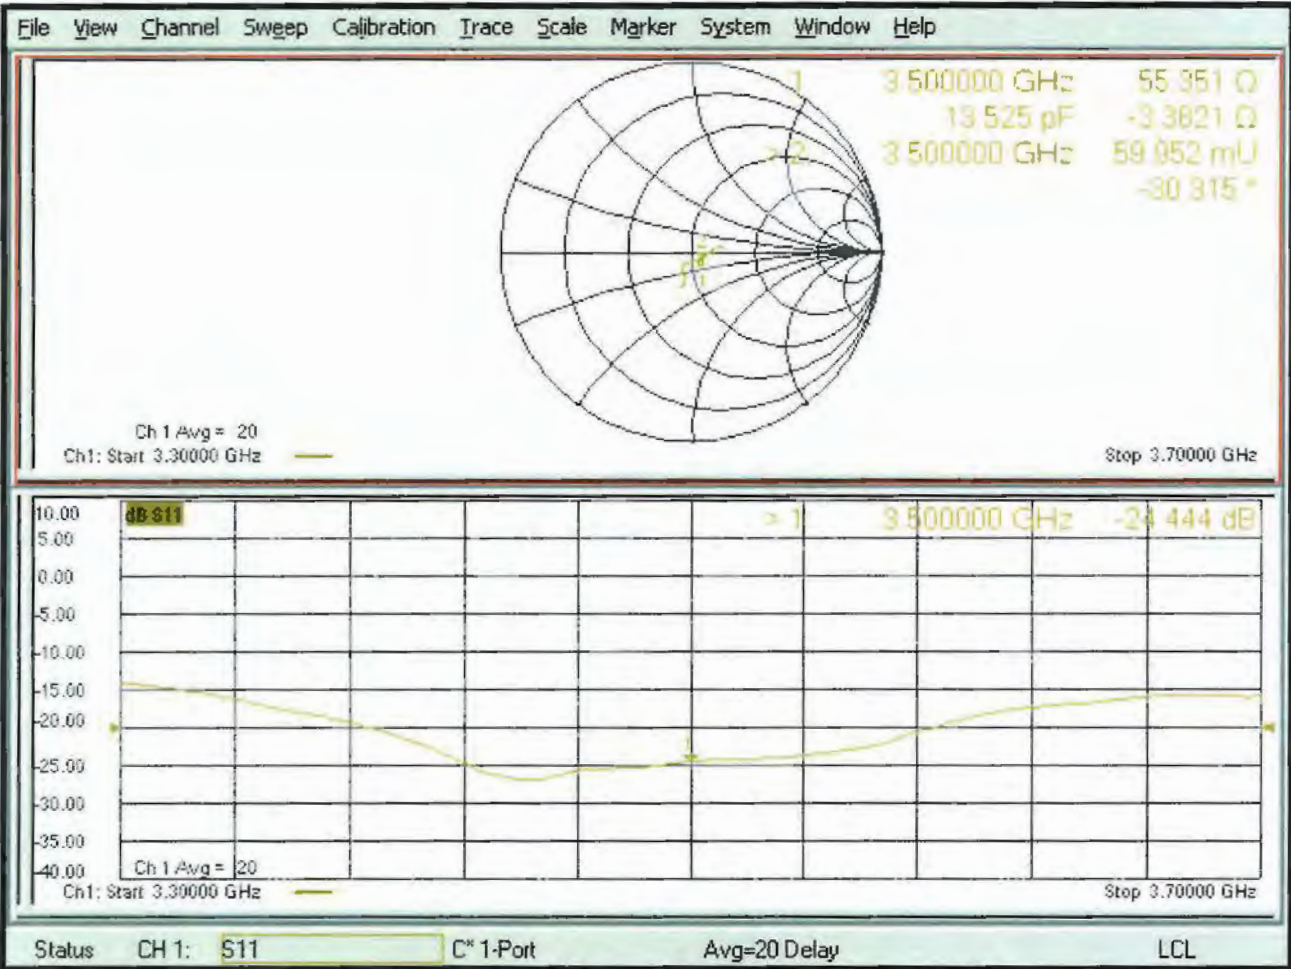 File View Channel Sweep Calibration Trace Scale Marker System Window Help
1 3.500000 GHz 55.351 Ω
13.525 pF -3.3821 Ω
> 2 3.500000 GHz 59.952 mU
-30.315 °
2
1
Ch 1 Avg = 20
Ch1: Start 3.30000 GHz
Stop 3.70000 GHz
10.00
dB S11
> 1 3.500000 GHz -24.444 dB
5.00
0.00
-5.00
-10.00
-15.00
-20.00
1
-25.00
-30.00
-35.00
-40.00
Ch 1 Avg = 20
Ch1: Start 3.30000 GHz
Stop 3.70000 GHz
Status CH 1: S11 C* 1-Port Avg=20 Delay LCL